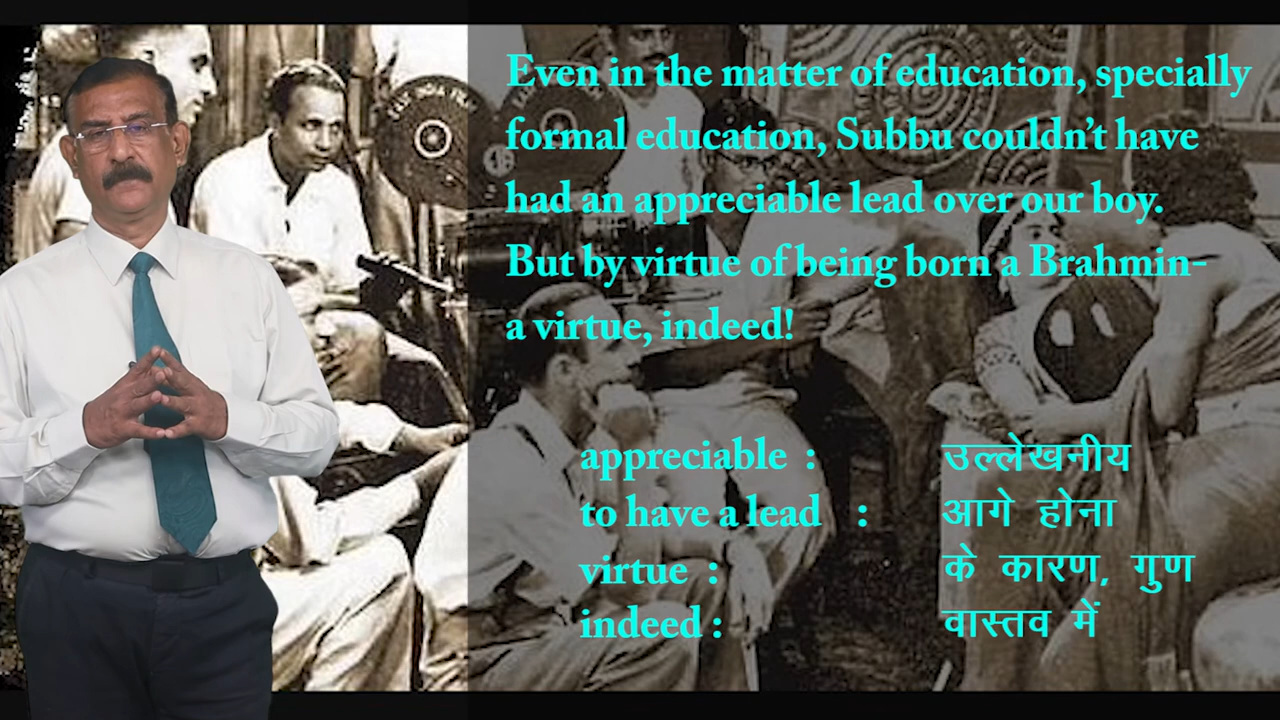 Even in the matter of education, specially
formal education, Subbu couldn't have
had an appreciable lead over our boy.
But by virtue of being born a Brahmin-
a virtue, indeed!
appreciable : उल्लेखनीय
to have a lead : आगे होना
virtue : के कारण, गुण
indeed : वास्तव में